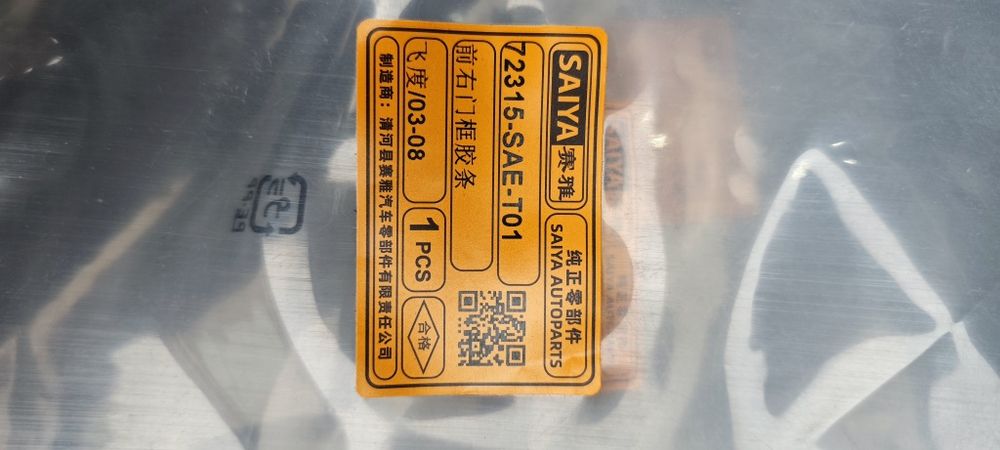 SAIYA 赛雅
纯正零部件
SAIYA AUTOPARTS
72315-SAE-T01
前右门框胶条
飞度/03-08
1 PCS
合格
制造商：清河县赛雅汽车零部件有限责任公司